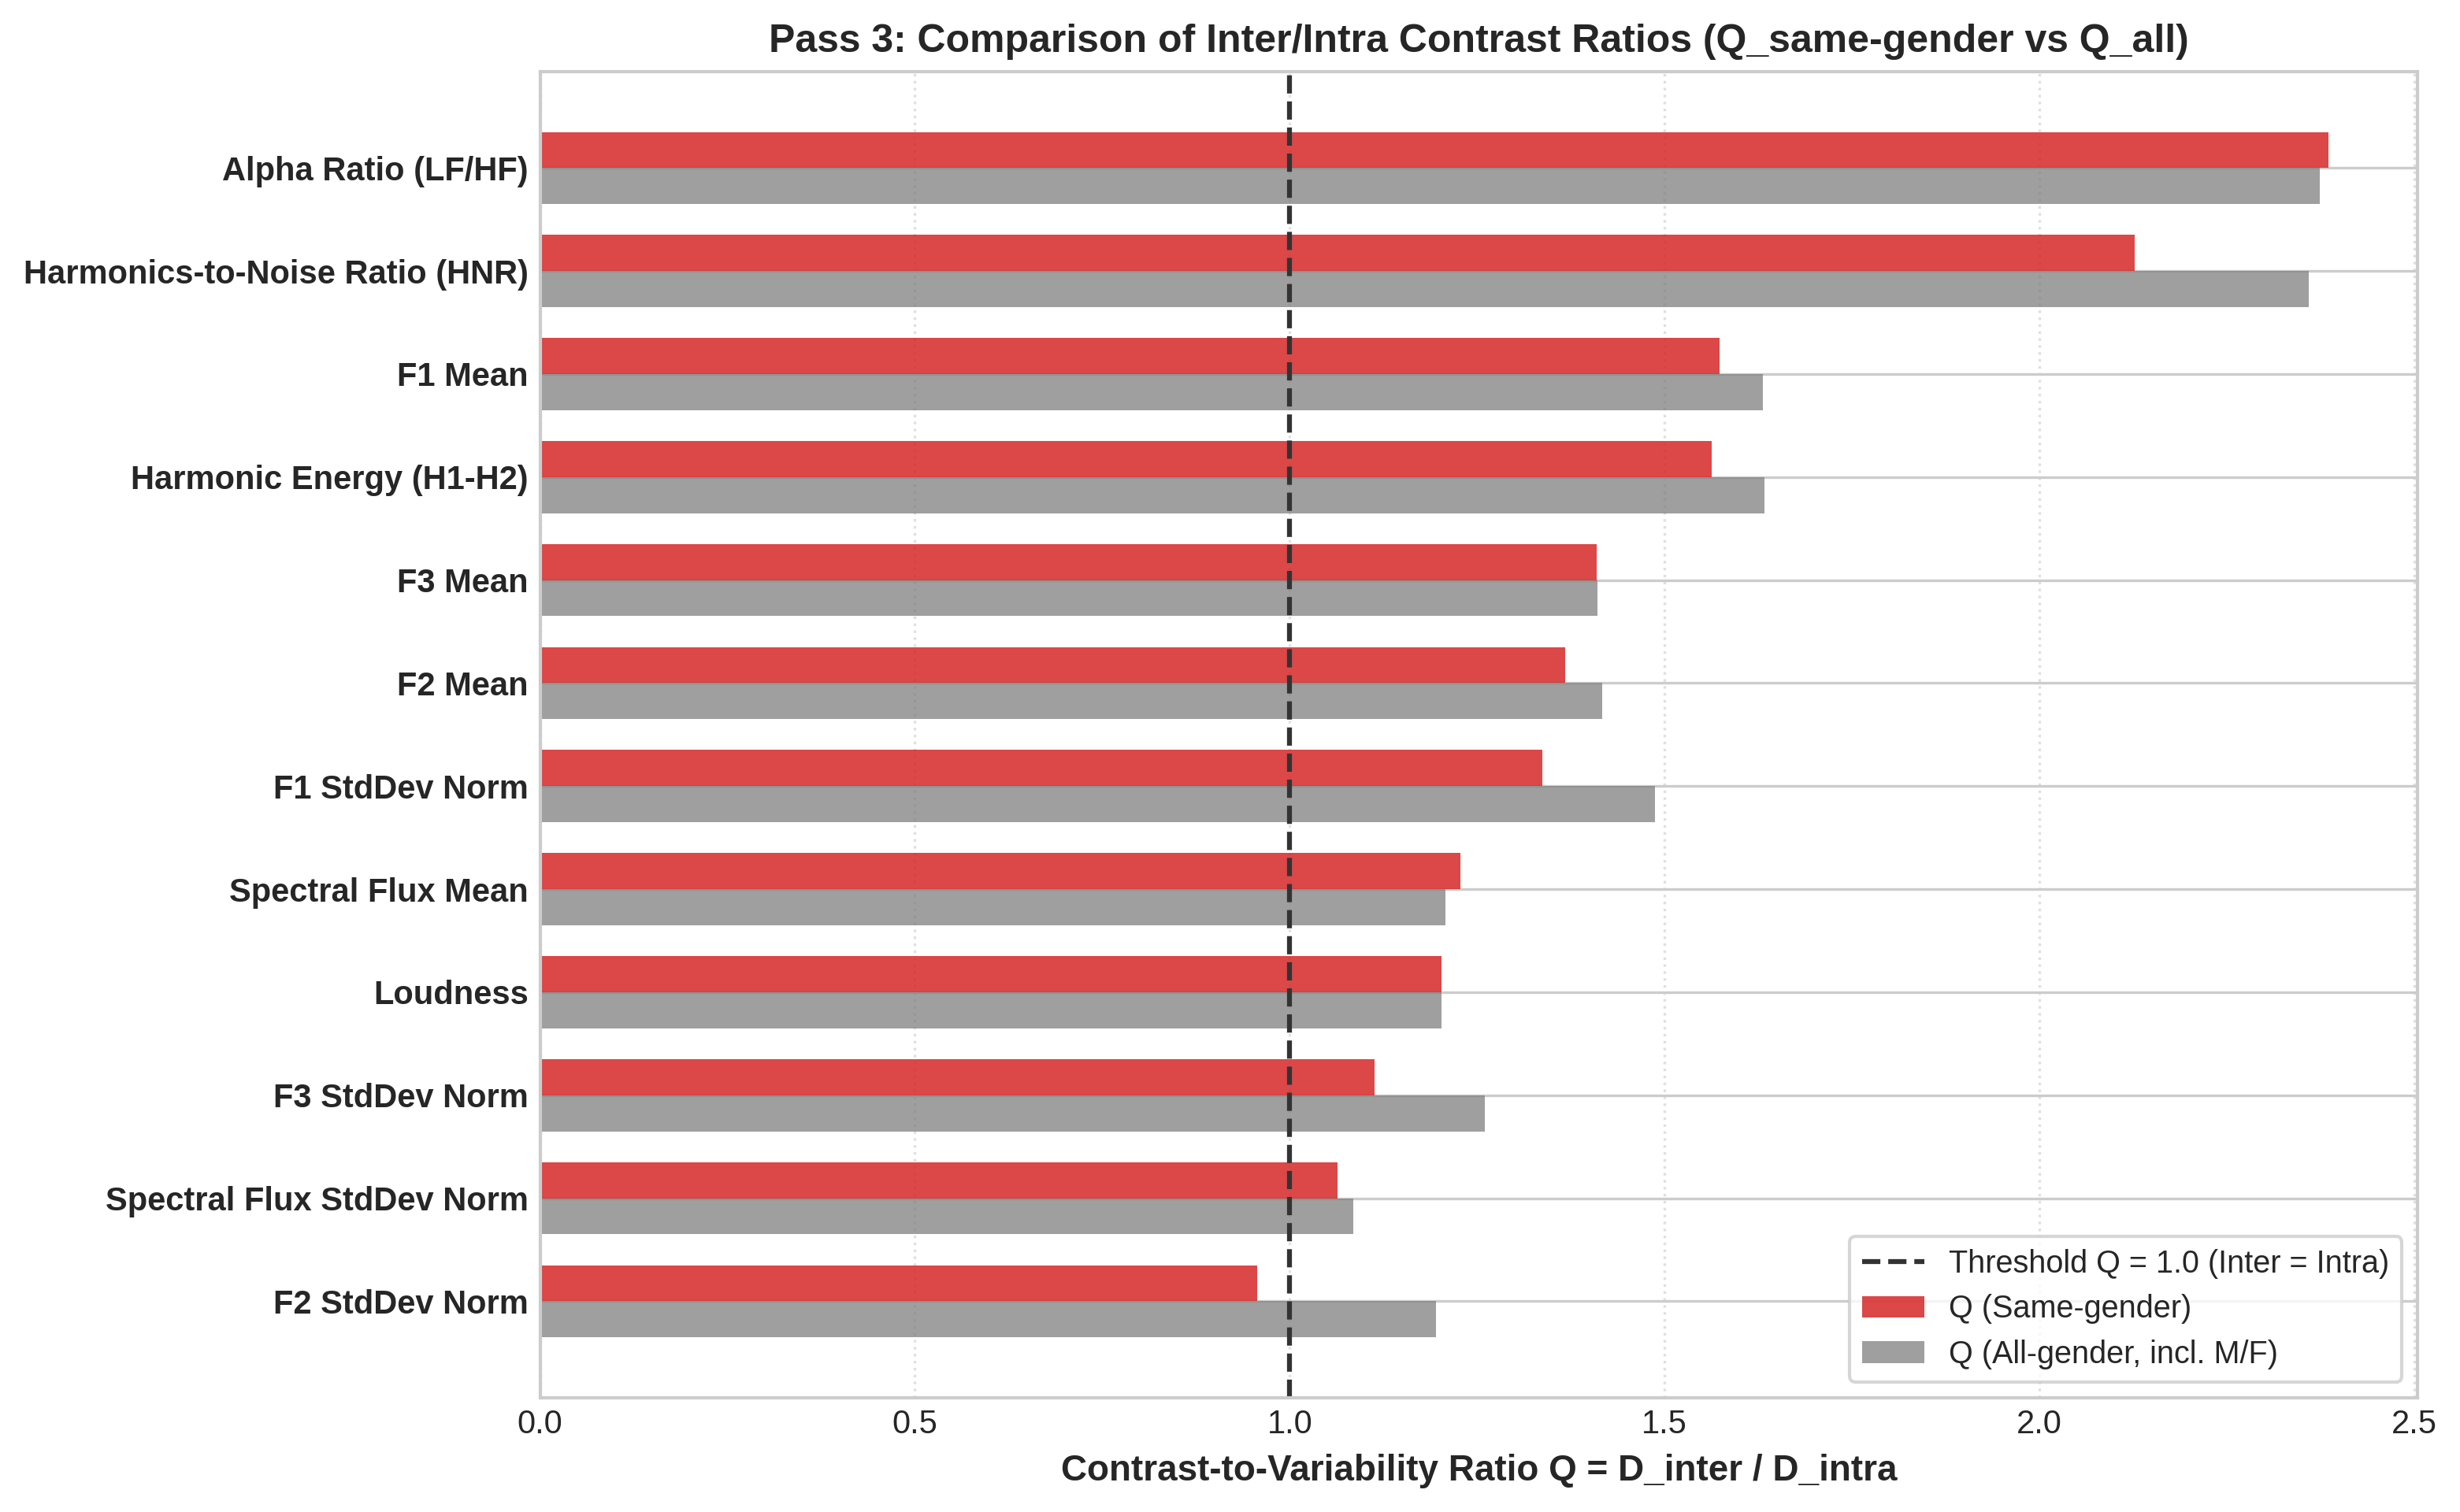 Pass 3: Comparison of Inter/Intra Contrast Ratios (Q_same-gender vs Q_all)
Alpha Ratio (LF/HF)
Harmonics-to-Noise Ratio (HNR)
F1 Mean
Harmonic Energy (H1-H2)
F3 Mean
F2 Mean
F1 StdDev Norm
Spectral Flux Mean
Loudness
F3 StdDev Norm
Spectral Flux StdDev Norm
F2 StdDev Norm
Threshold Q = 1.0 (Inter = Intra)
Q (Same-gender)
Q (All-gender, incl. M/F)
0.0 0.5 1.0 1.5 2.0 2.5
Contrast-to-Variability Ratio Q = D_inter / D_intra